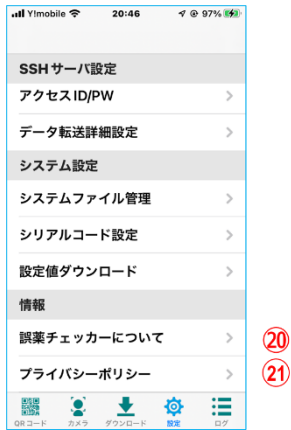 Y!mobile 20:46 97%
SSHサーバ設定
アクセスID/PW
データ転送詳細設定
システム設定
システムファイル管理
シリアルコード設定
設定値ダウンロード
情報
誤薬チェッカーについて
⑳
プライバシーポリシー
㉑
QRコード カメラ ダウンロード 設定 ログ